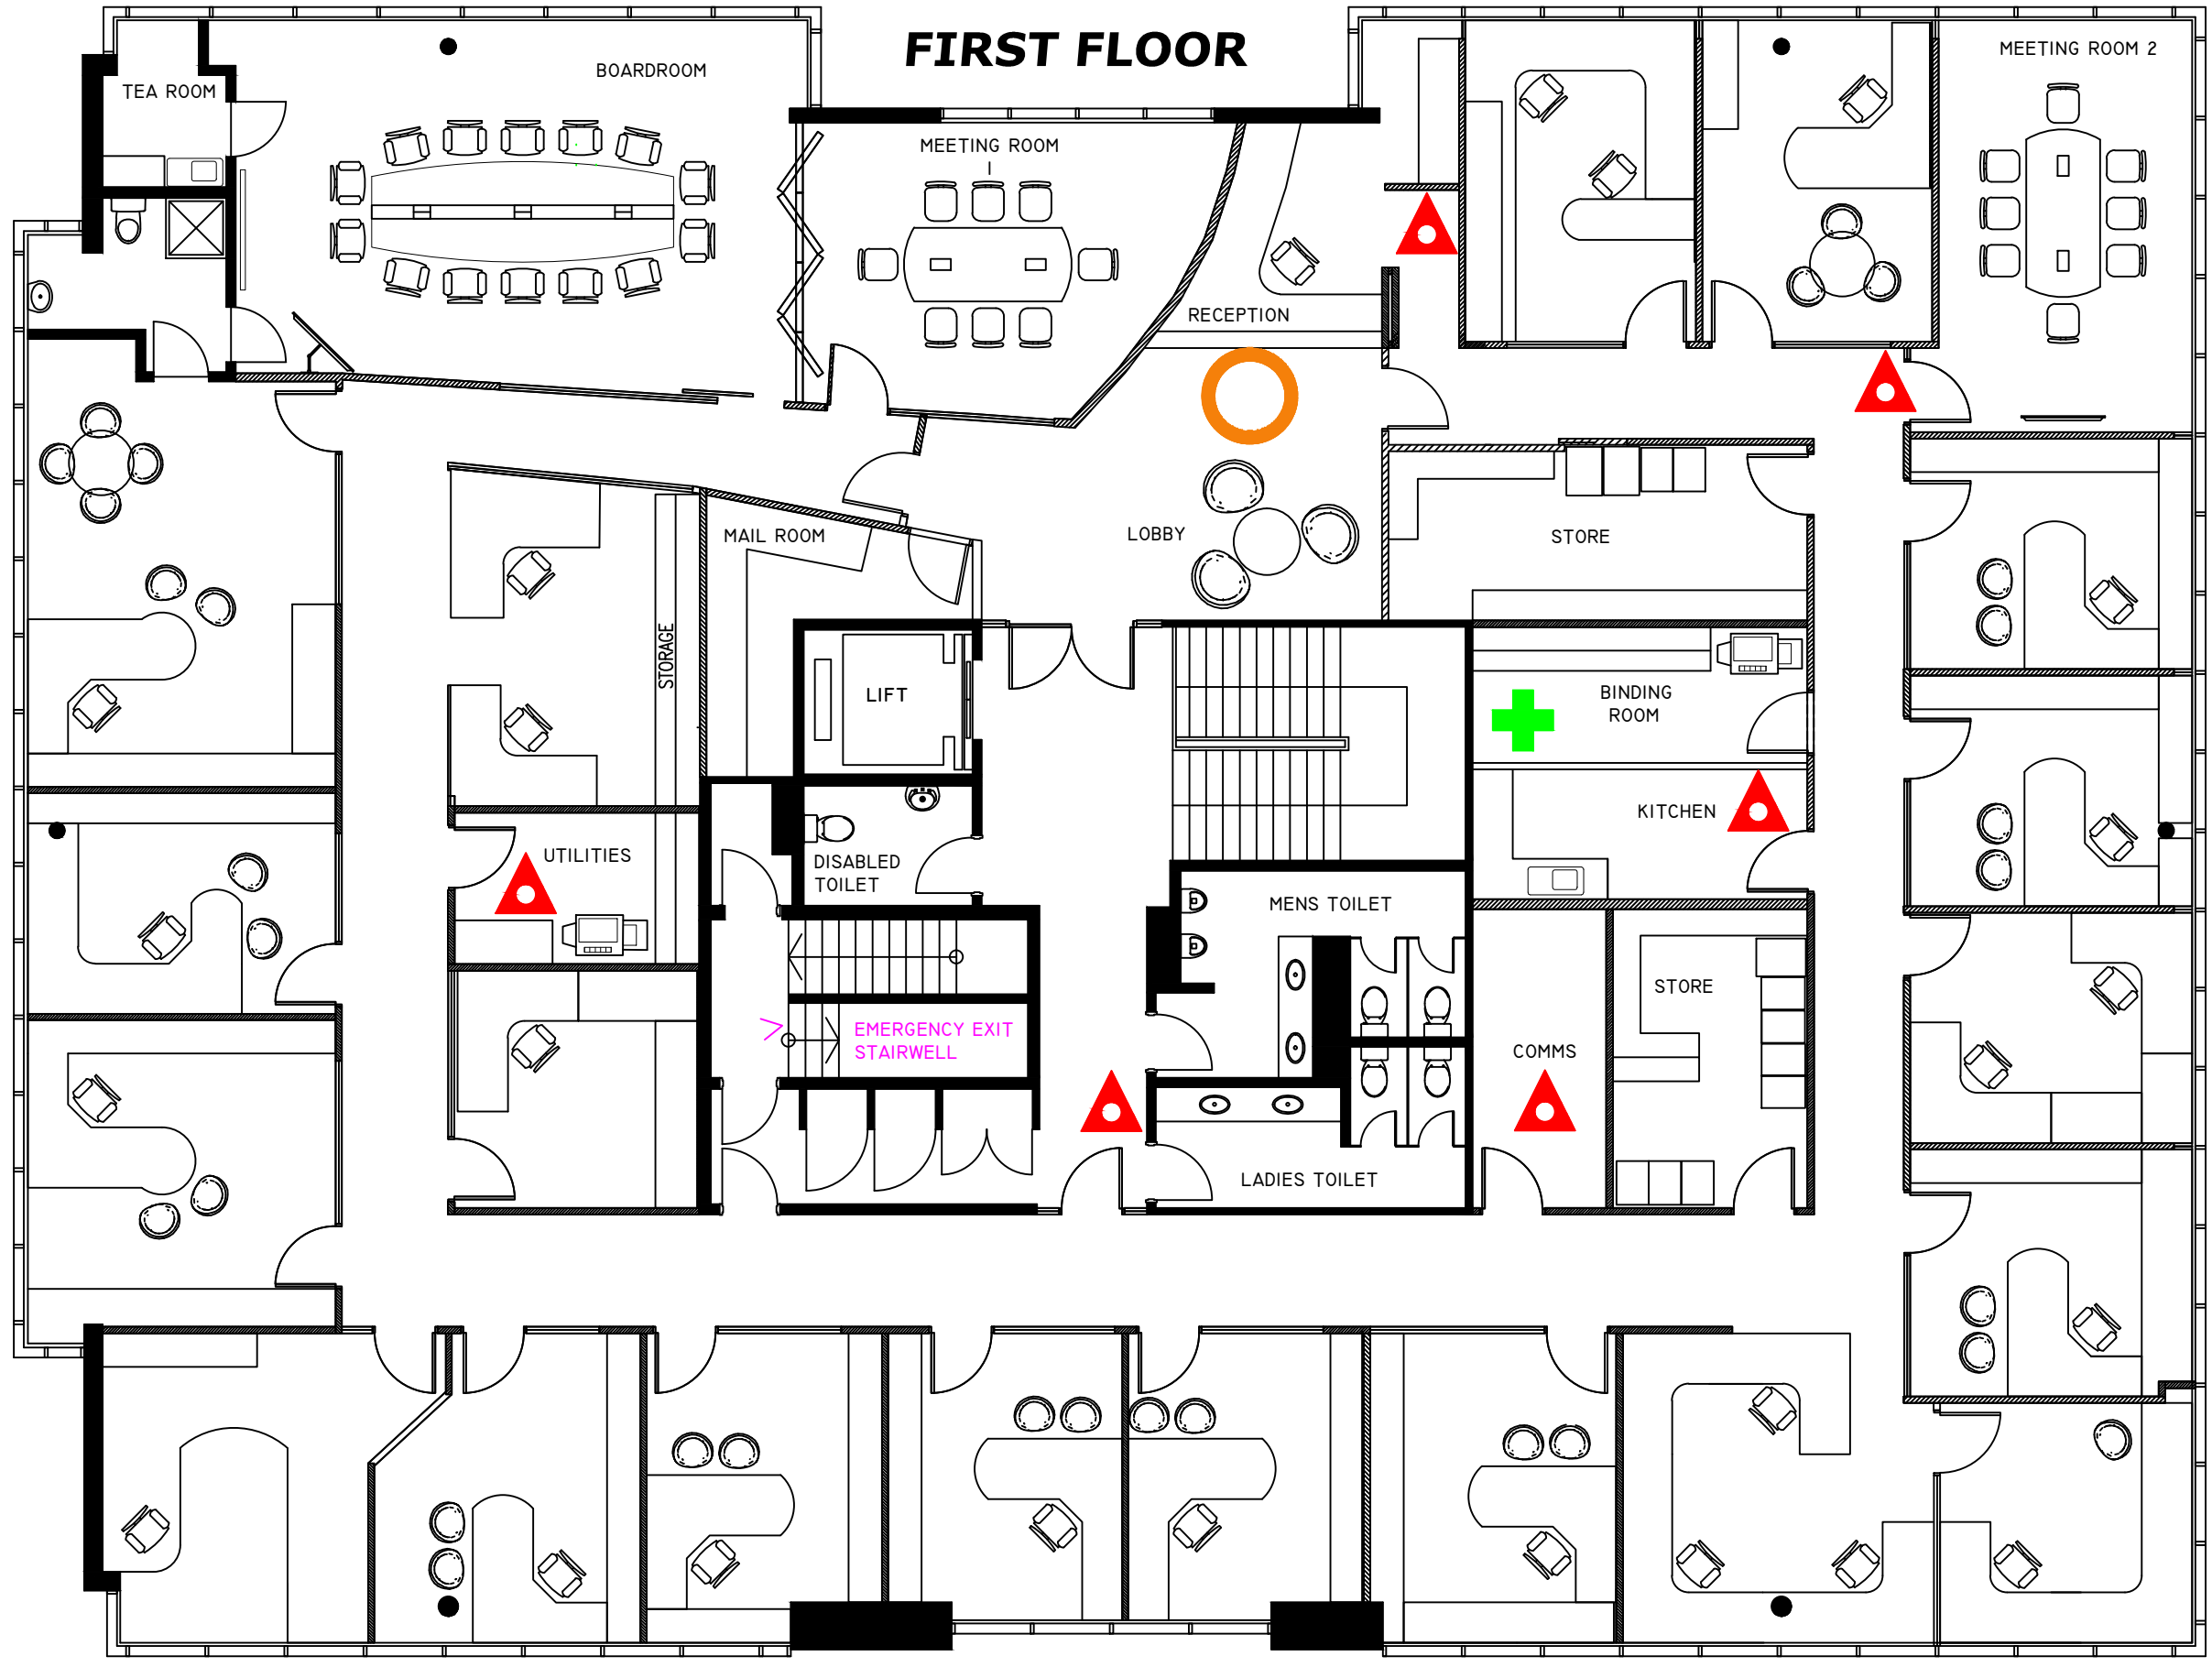 FIRST FLOOR
MEETING ROOM 2
BOARDROOM
TEA ROOM
MEETING ROOM
1
RECEPTION
MAIL ROOM
LOBBY
STORE
STORAGE
LIFT
BINDING
ROOM
KITCHEN
UTILITIES
DISABLED
TOILET
MENS TOILET
STORE
EMERGENCY EXIT
STAIRWELL
COMMS
LADIES TOILET